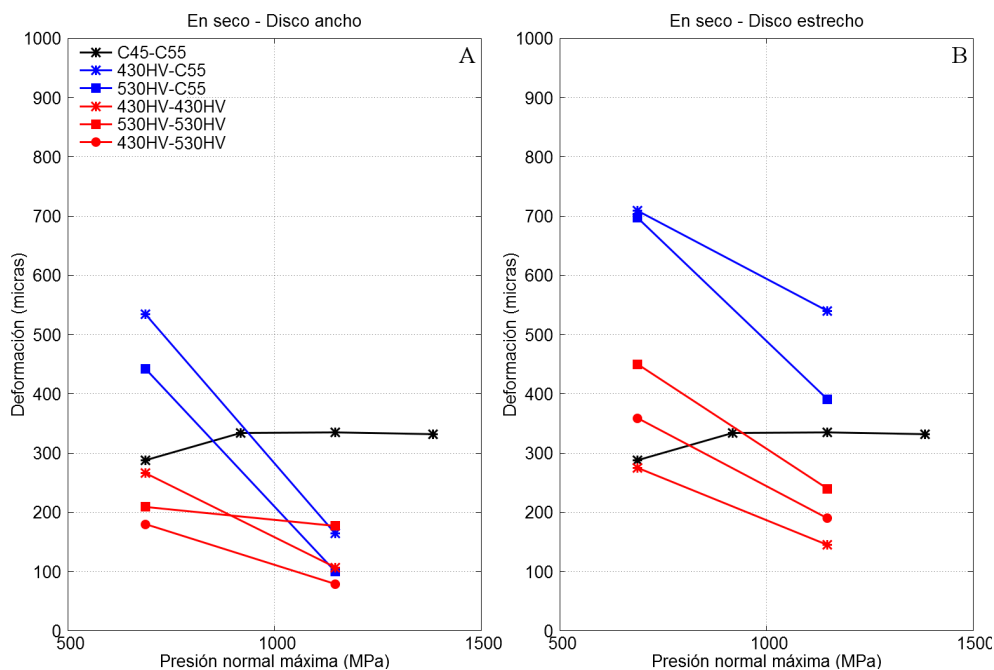 En seco - Disco ancho
1000
900
800
700
600
500
400
300
200
100
0
500
1000
1500
Deformación (micras)
Presión normal máxima (MPa)
A
C45-C55
430HV-C55
530HV-C55
430HV-430HV
530HV-530HV
430HV-530HV
En seco - Disco estrecho
1000
900
800
700
600
500
400
300
200
100
0
500
1000
1500
Deformación (micras)
Presión normal máxima (MPa)
B